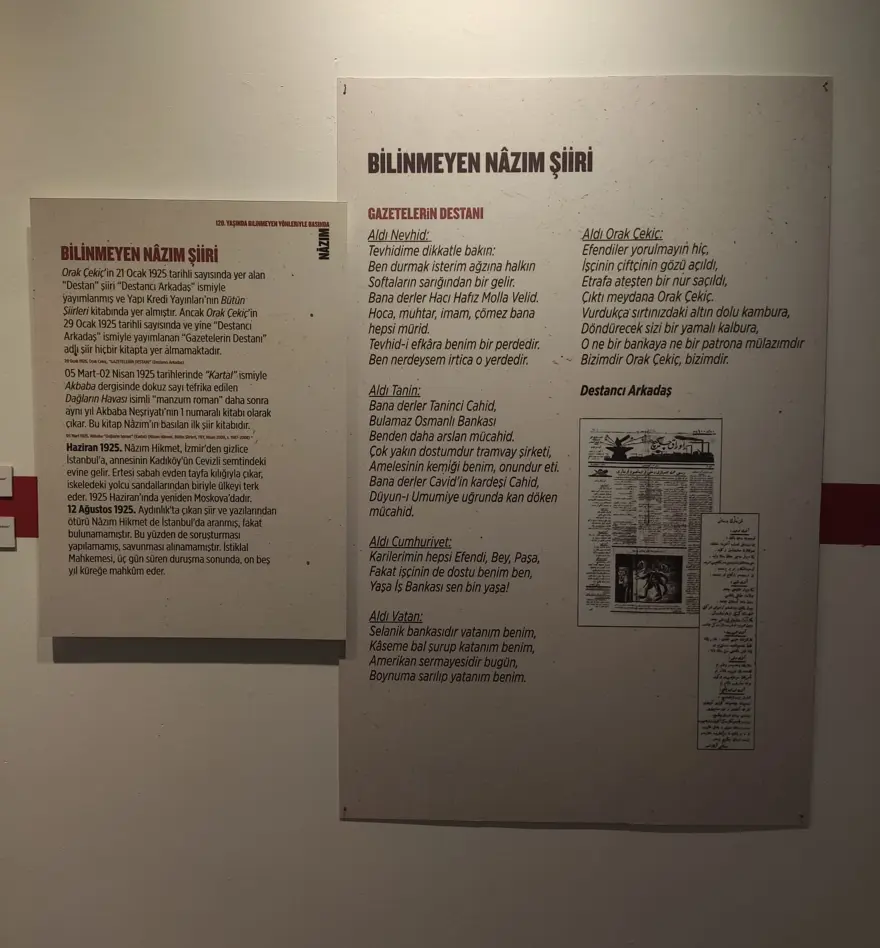 120. YAŞINDA BİLİNMEYEN YÖNLERİYLE BASINDA
NÂZIM
BİLİNMEYEN NÂZIM ŞİİRİ
Orak Çekiç'in 21 Ocak 1925 tarihli sayısında yer alan
"Destan" şiiri "Destancı Arkadaş" ismiyle
yayımlanmış ve Yapı Kredi Yayınları'nın Bütün
Şiirleri kitabında yer almıştır. Ancak Orak Çekiç'in
29 Ocak 1925 tarihli sayısında ve yine "Destancı
Arkadaş" ismiyle yayımlanan "Gazetelerin Destanı"
adlı şiir hiçbir kitapta yer almamaktadır.
05 Mart-02 Nisan 1925 tarihlerinde "Kartal" ismiyle
Akbaba dergisinde dokuz sayı tefrika edilen
Dağların Havası isimli "manzum roman" daha sonra
aynı yıl Akbaba Neşriyatı'nın 1 numaralı kitabı olarak
çıkar. Bu kitap Nâzım'ın basılan ilk şiir kitabıdır.
Haziran 1925. Nâzım Hikmet, İzmir'den gizlice
İstanbul'a, annesinin Kadıköy'ün Cevizli semtindeki
evine gelir. Ertesi sabah evden tayfa kılığıyla çıkar,
iskeledeki yolcu sandallarından biriyle ülkeyi terk
eder. 1925 Haziran'ında yeniden Moskova'dadır.
12 Ağustos 1925. Aydınlık'ta çıkan şiir ve yazılarından
ötürü Nâzım Hikmet de İstanbul'da aranmış, fakat
bulunamamıştır. Bu yüzden de soruşturması
yapılamamış, savunması alınamamıştır. İstiklal
Mahkemesi, üç gün süren duruşma sonunda, on beş
yıl küreğe mahkûm eder.
BİLİNMEYEN NÂZIM ŞİİRİ
GAZETELERİN DESTANI
Aldı Nevhid:
Tevhidime dikkatle bakın:
Ben durmak isterim ağzına halkın
Softaların sarığından bir gelir.
Bana derler Hacı Hafız Molla Velid.
Hoca, muhtar, imam, çömez bana
hepsi mürid.
Tevhid-i efkâra benim bir perdedir.
Ben nerdeysem irtica o yerdedir.
Aldı Tanin:
Bana derler Taninci Cahid,
Bulamaz Osmanlı Bankası
Benden daha arslan mücahid.
Çok yakın dostumdur tramvay şirketi,
Amelesinin kemiği benim, onundur eti.
Bana derler Cavid'in kardeşi Cahid,
Düyun-ı Umumiye uğrunda kan döken
mücahid.
Aldı Cumhuriyet:
Karilerimin hepsi Efendi, Bey, Paşa,
Fakat işçinin de dostu benim ben,
Yaşa İş Bankası sen bin yaşa!
Aldı Vatan:
Selanik bankasıdır vatanım benim,
Kâseme bal şurup katanım benim,
Amerikan sermayesidir bugün,
Boynuma sarılıp yatanım benim.
Aldı Orak Çekiç:
Efendiler yorulmayın hiç,
İşçinin çiftçinin gözü açıldı,
Etrafa ateşten bir nur saçıldı,
Çıktı meydana Orak Çekiç.
Vurdukça sırtınızdaki altın dolu kambura,
Döndürecek sizi bir yamalı kalbura,
O ne bir bankaya ne bir patrona mülazımdır
Bizimdir Orak Çekiç, bizimdir.
Destancı Arkadaş